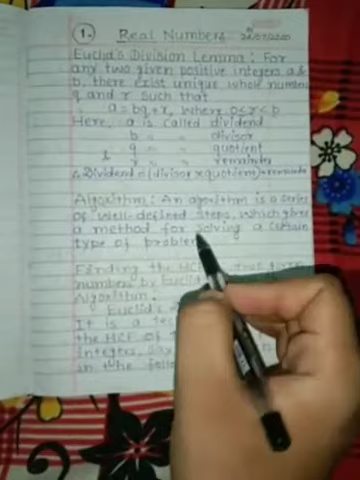 1. Real Numbers
Euclid's Division Lemma: For
any two given positive integers a &
b, there exist unique whole numbers
q and r such that
a = bq + r, where 0 ≤ r < b
Here, a is called dividend
b " " divisor
q " " quotient
& r " " remainder
∴ Dividend = (divisor × quotient) + remainder
Algorithm: An algorithm is a series
of well-defined steps, which gives
a method for solving a certain
type of problem
Finding the HCF
numbers by Euclid
Algorithm:
Euclid's
It is a
the HCF of
integers, say
in the follo